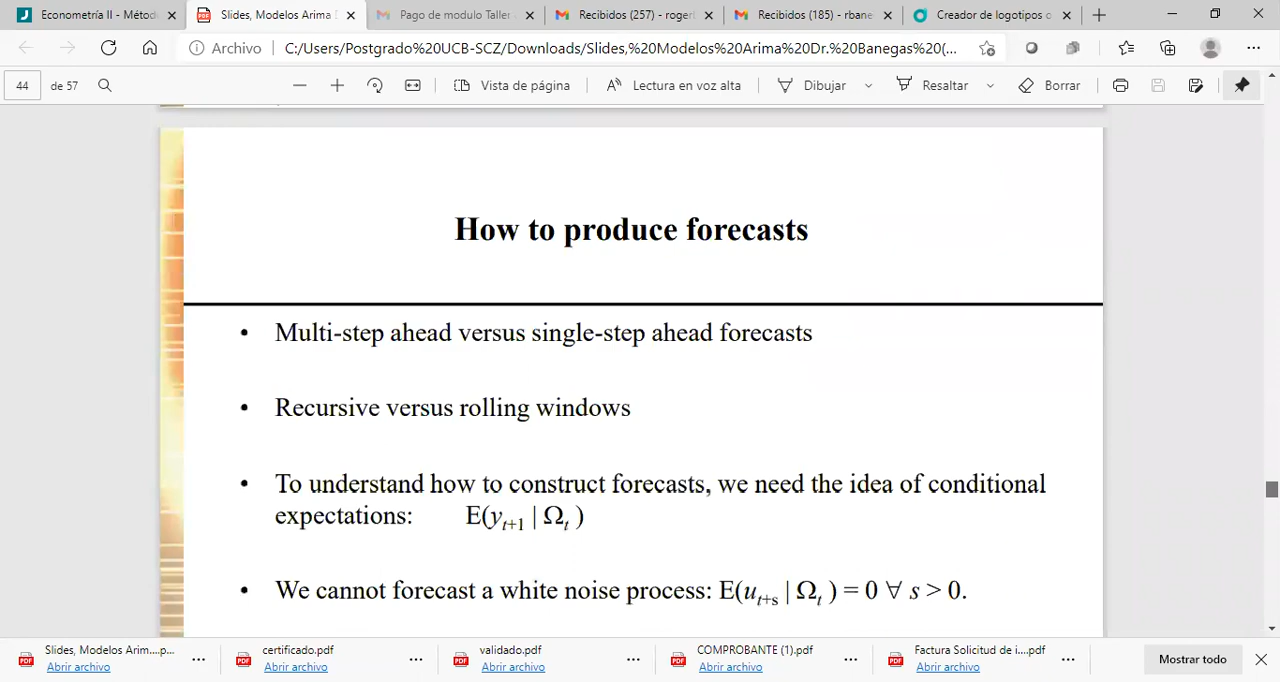 Econometría II - Métod
Slides, Modelos Arima
Pago de modulo Taller
Recibidos (257) - rogeri
Recibidos (185) - rbane
Creador de logotipos o
Archivo
C:/Users/Postgrado%20UCB-SCZ/Downloads/Slides,%20Modelos%20Arima%20Dr.%20Banegas%20(...
44 de 57
Vista de página
Lectura en voz alta
Dibujar
Resaltar
Borrar
How to produce forecasts
• Multi-step ahead versus single-step ahead forecasts
• Recursive versus rolling windows
• To understand how to construct forecasts, we need the idea of conditional
expectations: E(yt+1 | Ωt )
• We cannot forecast a white noise process: E(ut+s | Ωt ) = 0 ∀ s > 0.
Slides, Modelos Arim....p...
Abrir archivo
certificado.pdf
Abrir archivo
validado.pdf
Abrir archivo
COMPROBANTE (1).pdf
Abrir archivo
Factura Solicitud de i....pdf
Abrir archivo
Mostrar todo